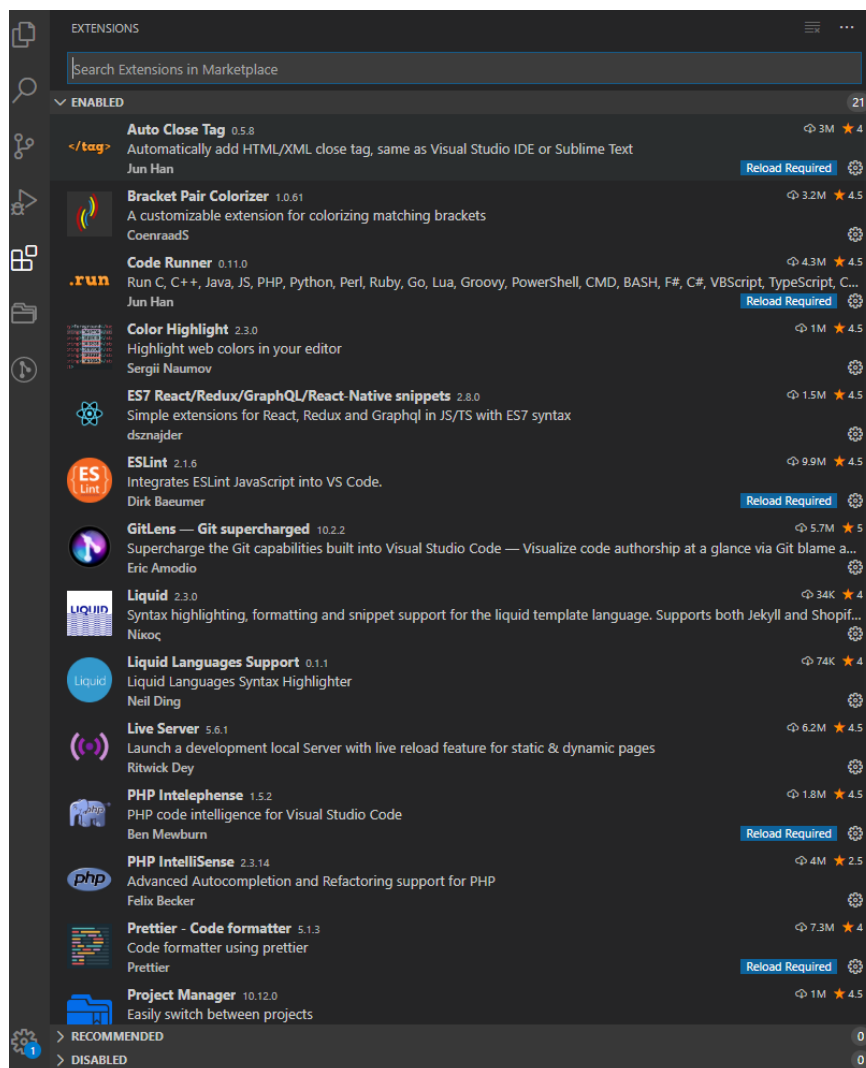 EXTENSIONS
Search Extensions in Marketplace
ENABLED 21
Auto Close Tag 0.5.8 3M 4
</tag> Automatically add HTML/XML close tag, same as Visual Studio IDE or Sublime Text
Jun Han Reload Required
Bracket Pair Colorizer 1.0.61 3.2M 4.5
A customizable extension for colorizing matching brackets
CoenraadS
Code Runner 0.11.0 4.3M 4.5
.run Run C, C++, Java, JS, PHP, Python, Perl, Ruby, Go, Lua, Groovy, PowerShell, CMD, BASH, F#, C#, VBScript, TypeScript, C...
Jun Han Reload Required
Color Highlight 2.3.0 1M 4.5
Highlight web colors in your editor
Sergii Naumov
ES7 React/Redux/GraphQL/React-Native snippets 2.8.0 1.5M 4.5
Simple extensions for React, Redux and Graphql in JS/TS with ES7 syntax
dsznajder
ESLint 2.1.6 9.9M 4.5
ES Lint Integrates ESLint JavaScript into VS Code.
Dirk Baeumer Reload Required
GitLens — Git supercharged 10.2.2 5.7M 5
Supercharge the Git capabilities built into Visual Studio Code — Visualize code authorship at a glance via Git blame a...
Eric Amodio
Liquid 2.3.0 34K 4
LIQUID Syntax highlighting, formatting and snippet support for the liquid template language. Supports both Jekyll and Shopif...
Νίκος
Liquid Languages Support 0.1.1 74K 4
Liquid Liquid Languages Syntax Highlighter
Neil Ding
Live Server 5.6.1 6.2M 4.5
Launch a development local Server with live reload feature for static & dynamic pages
Ritwick Dey
PHP Intelephense 1.5.2 1.8M 4.5
php PHP code intelligence for Visual Studio Code
Ben Mewburn Reload Required
PHP IntelliSense 2.3.14 4M 2.5
php Advanced Autocompletion and Refactoring support for PHP
Felix Becker
Prettier - Code formatter 5.1.3 7.3M 4
Code formatter using prettier
Prettier Reload Required
Project Manager 10.12.0 1M 4.5
Easily switch between projects
RECOMMENDED 0
1
DISABLED 0